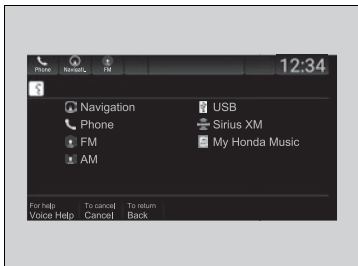 Phone Navigati.. FM 12:34
Navigation
Phone
FM
AM
USB
Sirius XM
My Honda Music
For help To cancel To return
Voice Help Cancel Back